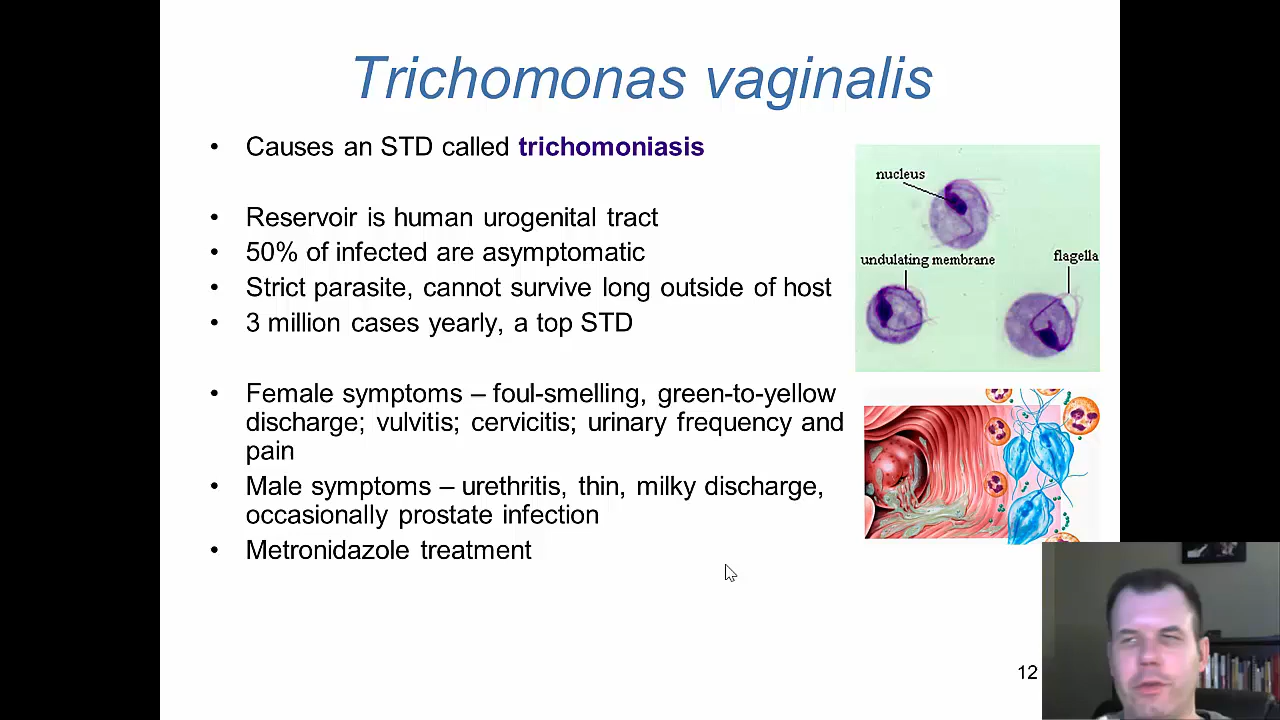 Trichomonas vaginalis
• Causes an STD called trichomoniasis
• Reservoir is human urogenital tract
• 50% of infected are asymptomatic
• Strict parasite, cannot survive long outside of host
• 3 million cases yearly, a top STD
• Female symptoms – foul-smelling, green-to-yellow
discharge; vulvitis; cervicitis; urinary frequency and
pain
• Male symptoms – urethritis, thin, milky discharge,
occasionally prostate infection
• Metronidazole treatment
nucleus
undulating membrane
flagella
12